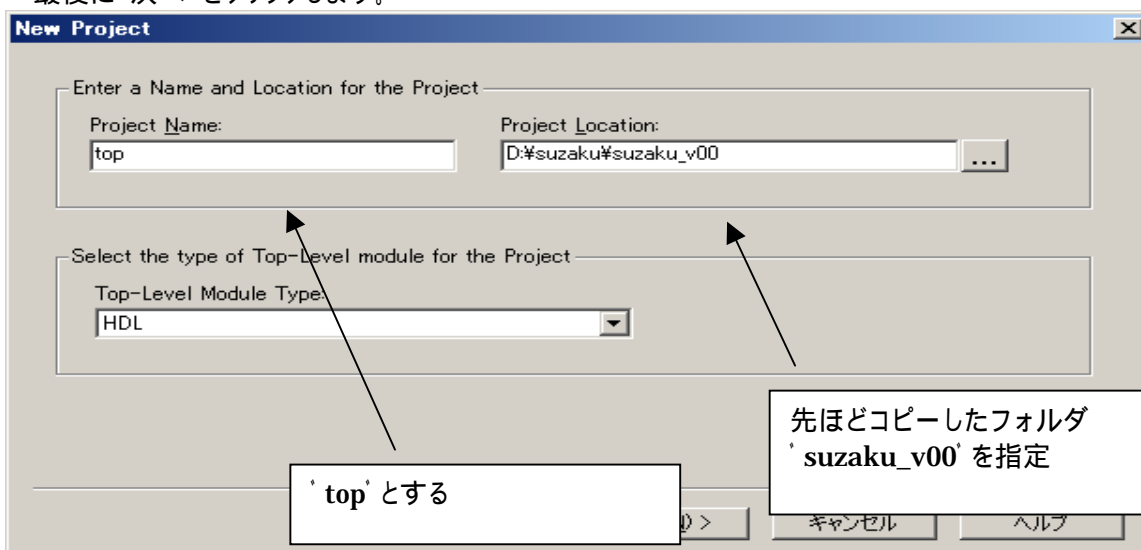 最後に 次へ をクリックします。
New Project
Enter a Name and Location for the Project
Project Name:
Project Location:
top
D:¥suzaku¥suzaku_v00
...
Select the type of Top-Level module for the Project
Top-Level Module Type:
HDL
先ほどコピーしたフォルダ
゛suzaku_v00゛を指定
゛top゛とする
) >
キャンセル
ヘルプ